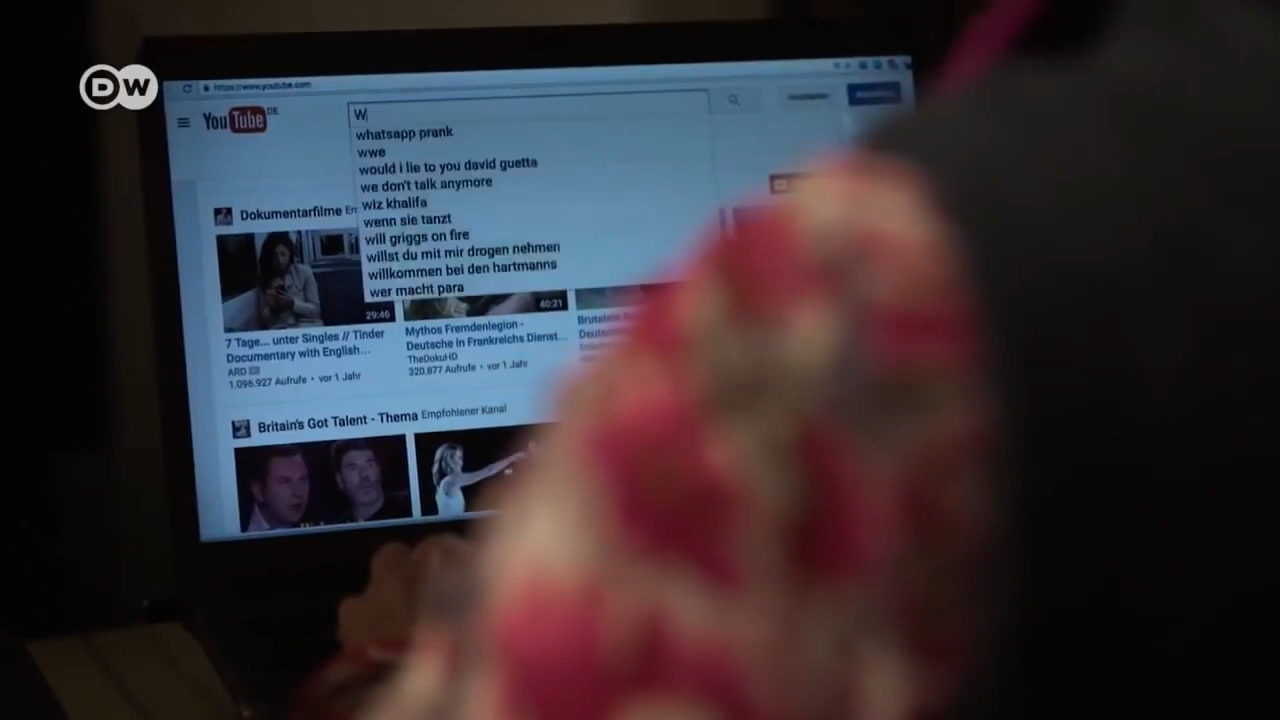 DW
https://www.youtube.com
YouTube DE
W
whatsapp prank
wwe
would i lie to you david guetta
we don't talk anymore
wiz khalifa
wenn sie tanzt
will griggs on fire
willst du mit mir drogen nehmen
willkommen bei den hartmanns
wer macht para
Dokumentarfilme
29:46
40:21
7 Tage... unter Singles // Tinder
Documentary with English...
ARD
1.096.927 Aufrufe • vor 1 Jahr
Mythos Fremdenlegion -
Deutsche in Frankreichs Dienst...
TheDokuHD
320.877 Aufrufe • vor 1 Jahr
Britain's Got Talent - Thema Empfohlener Kanal